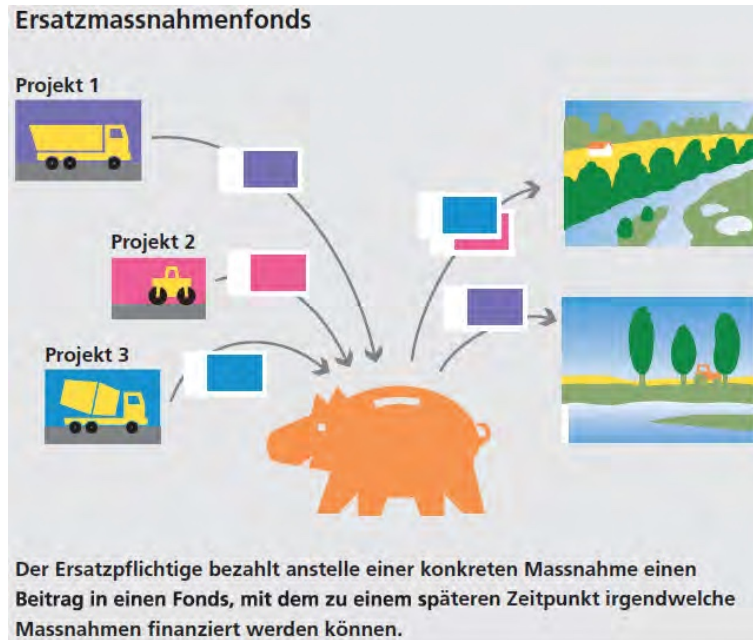 Ersatzmassnahmenfonds
Projekt 1
Projekt 2
Projekt 3
Der Ersatzpflichtige bezahlt anstelle einer konkreten Massnahme einen
Beitrag in einen Fonds, mit dem zu einem späteren Zeitpunkt irgendwelche
Massnahmen finanziert werden können.